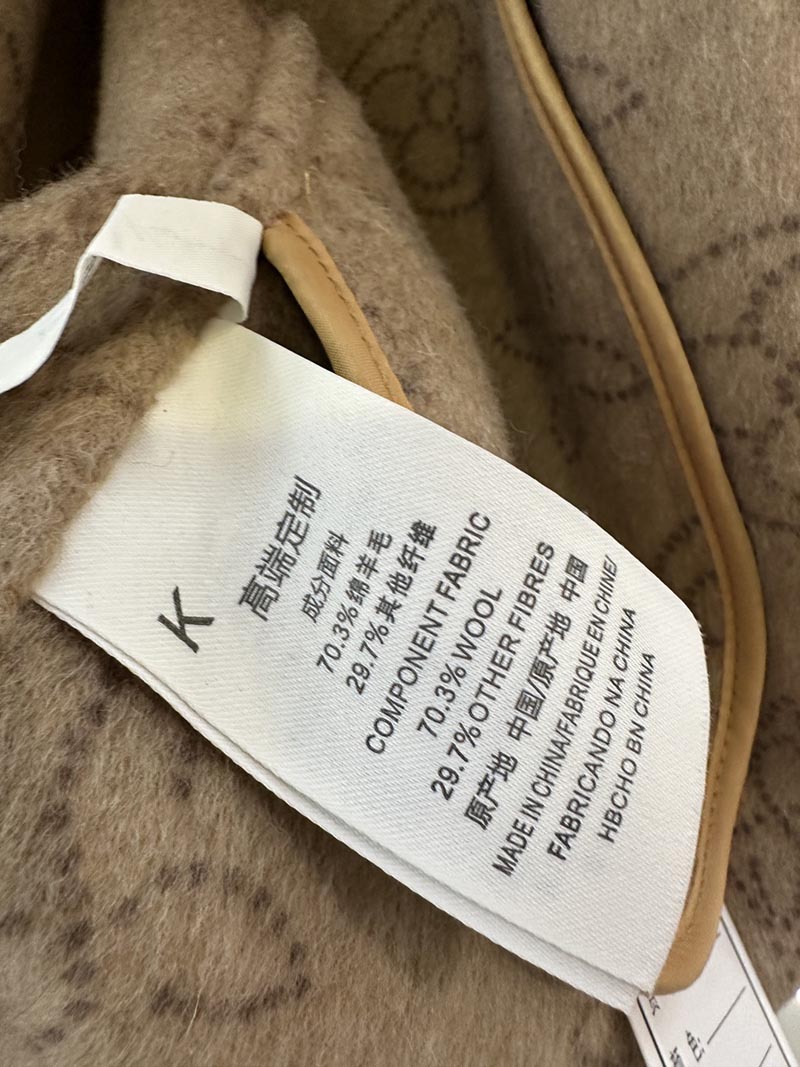 K
高端定制
成分面料
70.3%绵羊毛
29.7%其他纤维
COMPONENT FABRIC
70.3% WOOL
29.7% OTHER FIBRES
原产地 中国/原产地 中国
MADE IN CHINA/FABRIQUE EN CHINE/
FABRICANDO NA CHINA
HBCHO BN CHINA